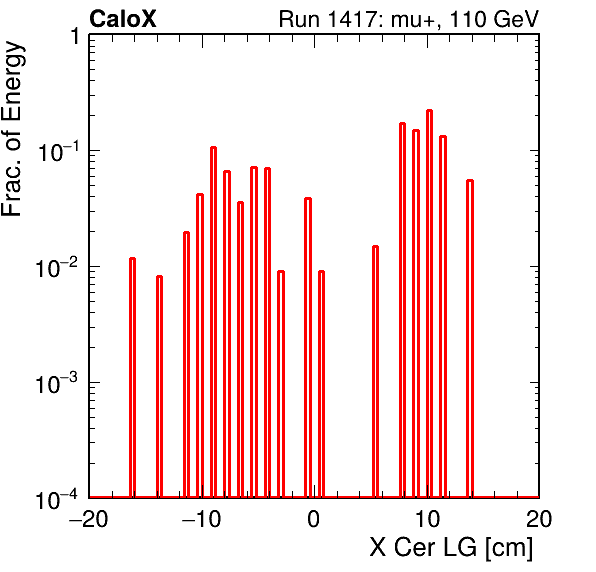 CaloX Run 1417: mu+, 110 GeV
Frac. of Energy
1
10⁻¹
10⁻²
10⁻³
10⁻⁴
−20 −10 0 10 20
X Cer LG [cm]